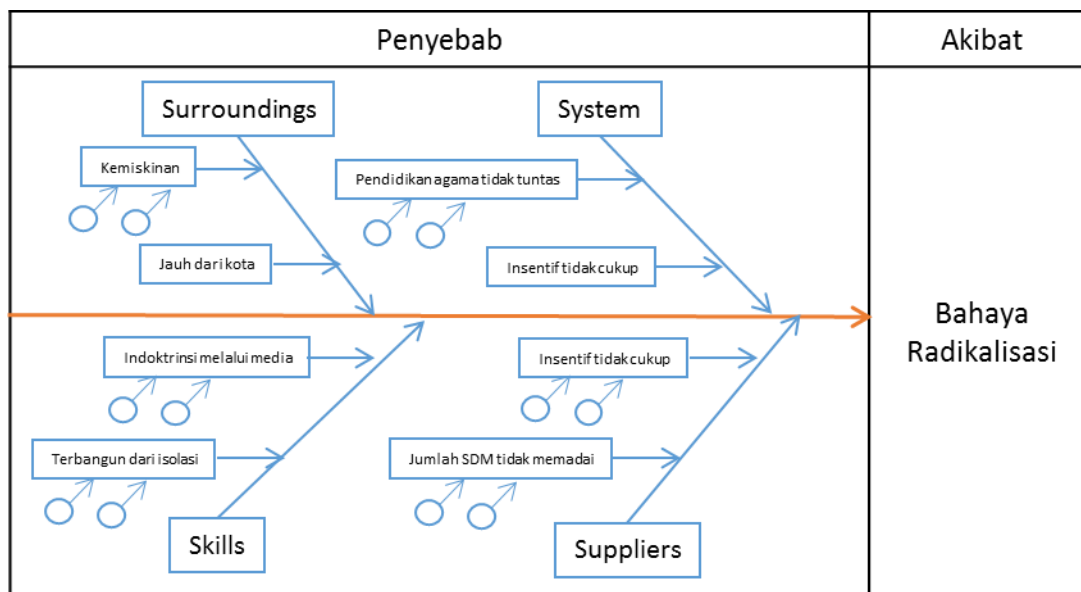 Penyebab
Akibat
Surroundings
System
Kemiskinan
Pendidikan agama tidak tuntas
Jauh dari kota
Insentif tidak cukup
Bahaya
Radikalisasi
Indoktrinsi melalui media
Insentif tidak cukup
Terbangun dari isolasi
Jumlah SDM tidak memadai
Skills
Suppliers